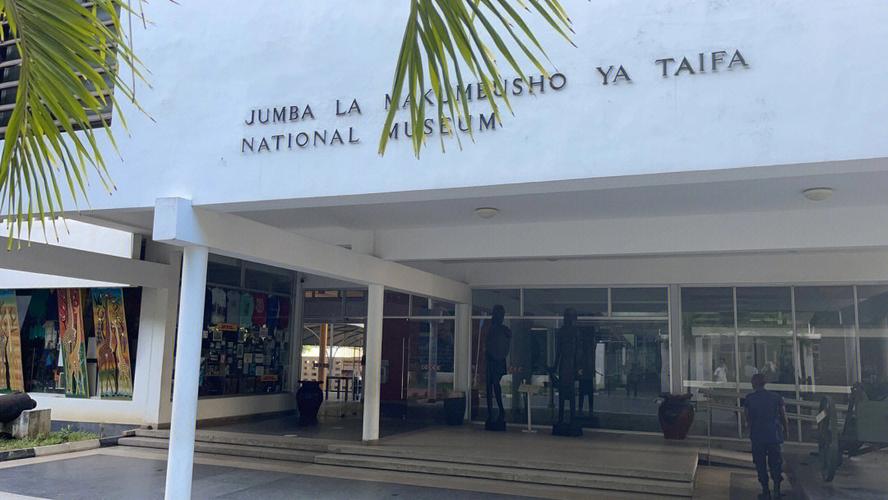 JUMBA LA MAKUMBUSHO YA TAIFA
NATIONAL MUSEUM